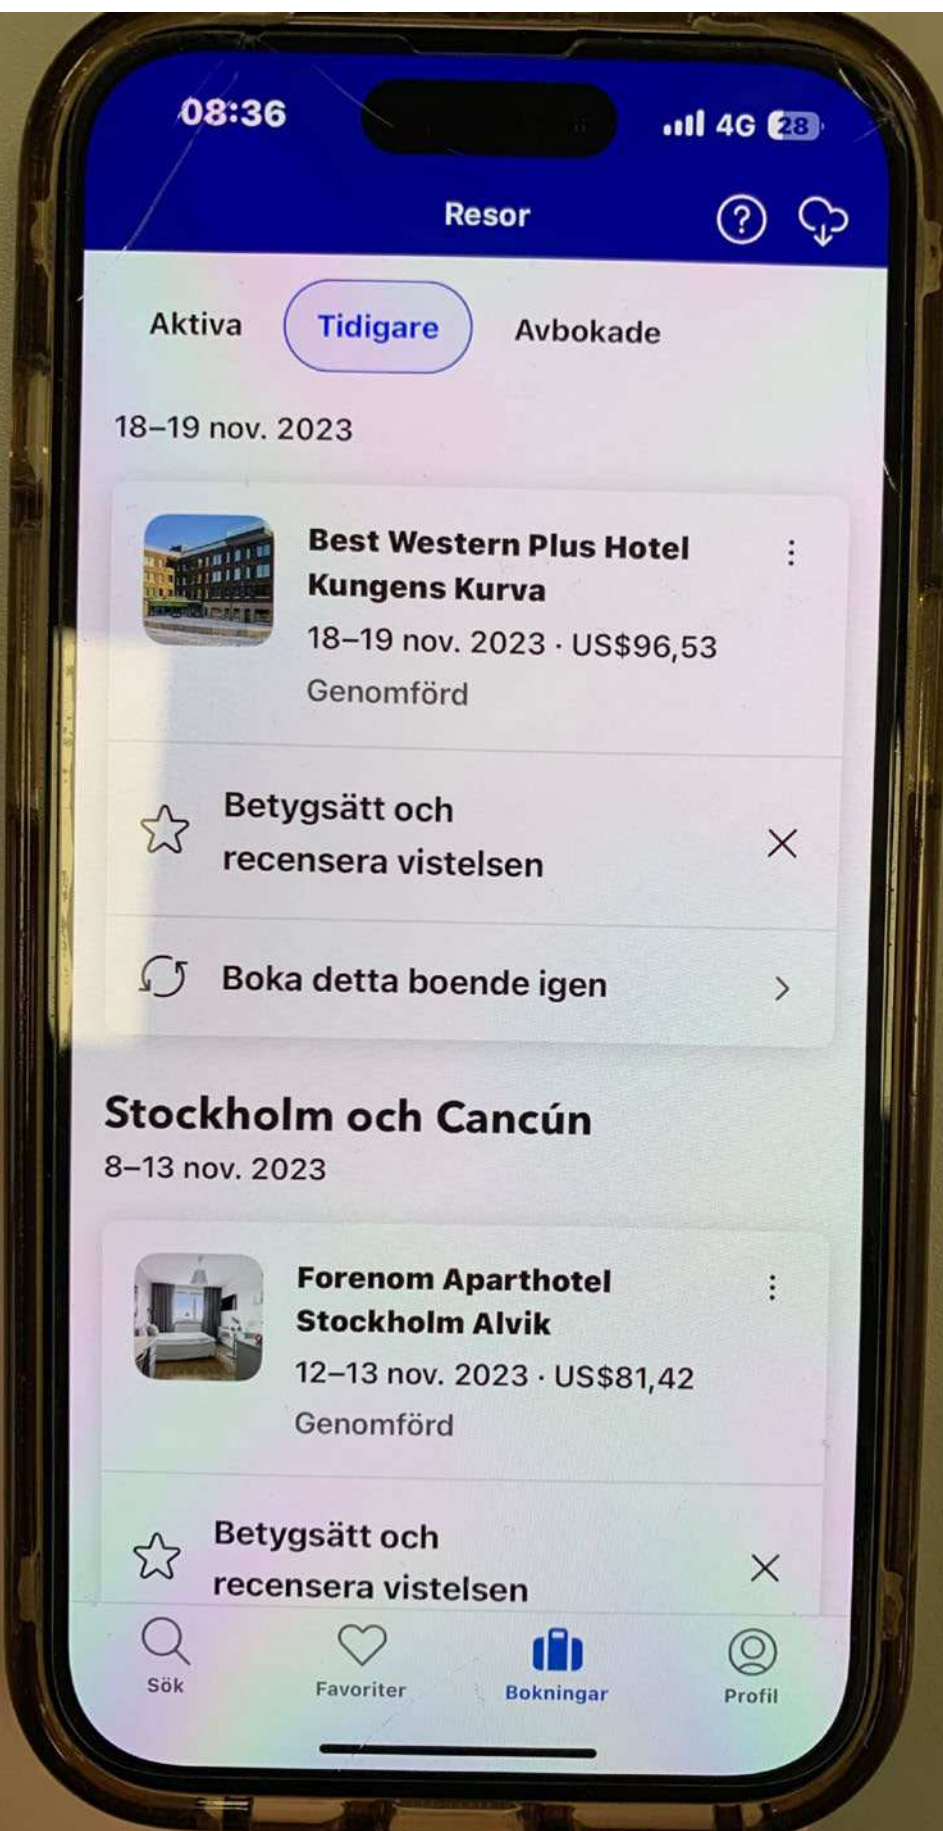 08:36
4G 28
Resor
Aktiva
Tidigare
Avbokade
18–19 nov. 2023
Best Western Plus Hotel
Kungens Kurva
18–19 nov. 2023 · US$96,53
Genomförd
Betygsätt och
recensera vistelsen
Boka detta boende igen
Stockholm och Cancún
8–13 nov. 2023
Forenom Aparthotel
Stockholm Alvik
12–13 nov. 2023 · US$81,42
Genomförd
Betygsätt och
recensera vistelsen
Sök
Favoriter
Bokningar
Profil